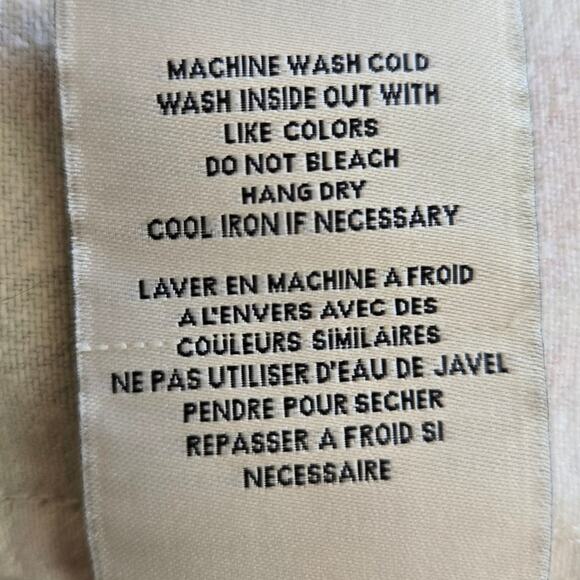 MACHINE WASH COLD
WASH INSIDE OUT WITH
LIKE COLORS
DO NOT BLEACH
HANG DRY
COOL IRON IF NECESSARY
LAVER EN MACHINE A FROID
A L'ENVERS AVEC DES
COULEURS SIMILAIRES
NE PAS UTILISER D'EAU DE JAVEL
PENDRE POUR SECHER
REPASSER A FROID SI
NECESSAIRE